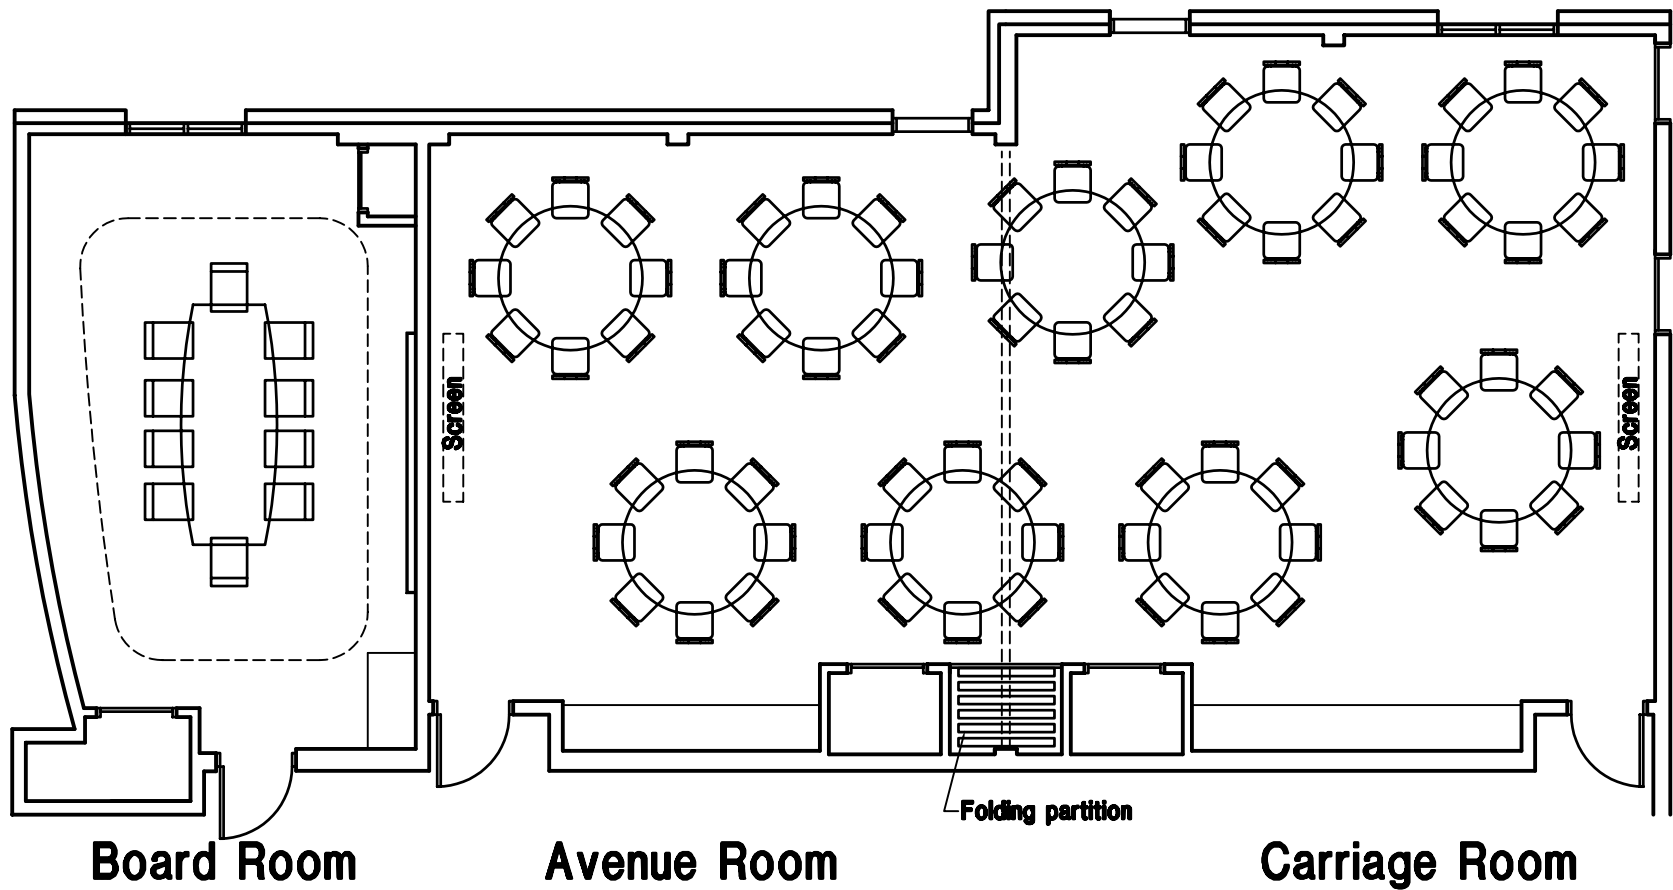 Screen
Screen
Folding partition
Board Room
Avenue Room
Carriage Room